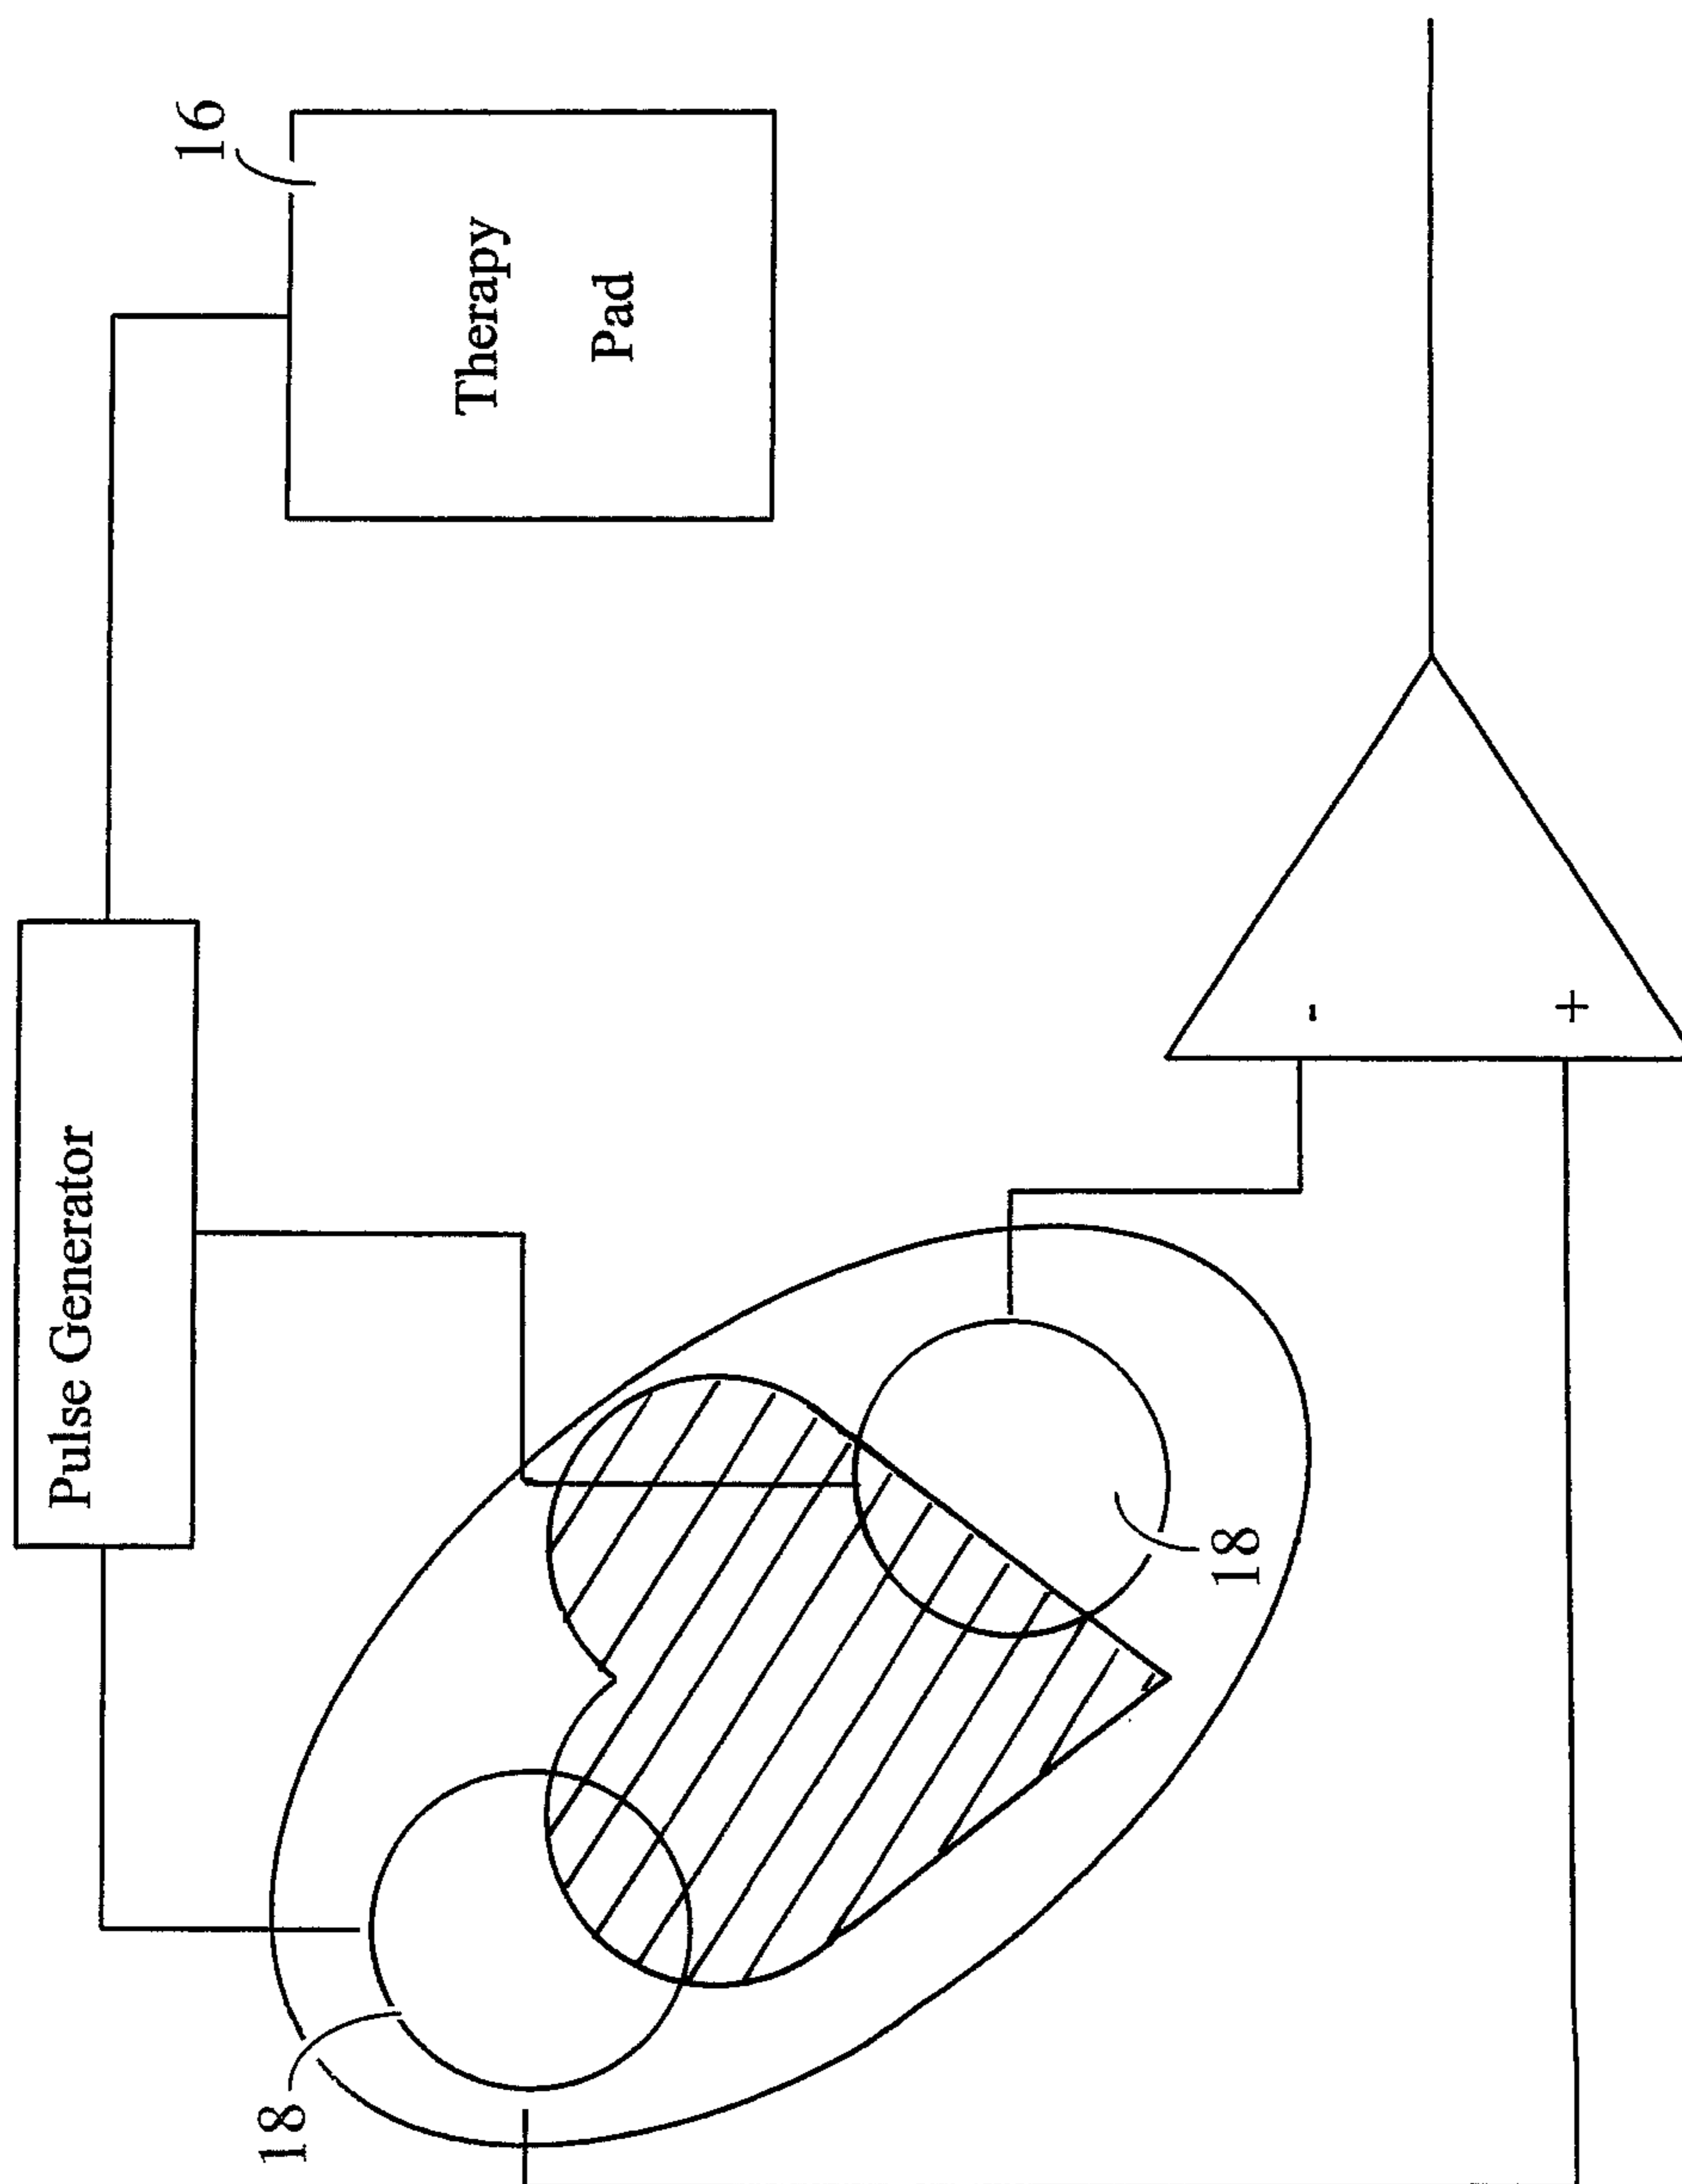 Pulse Generator
16
Therapy
Pad
18
18
-
+